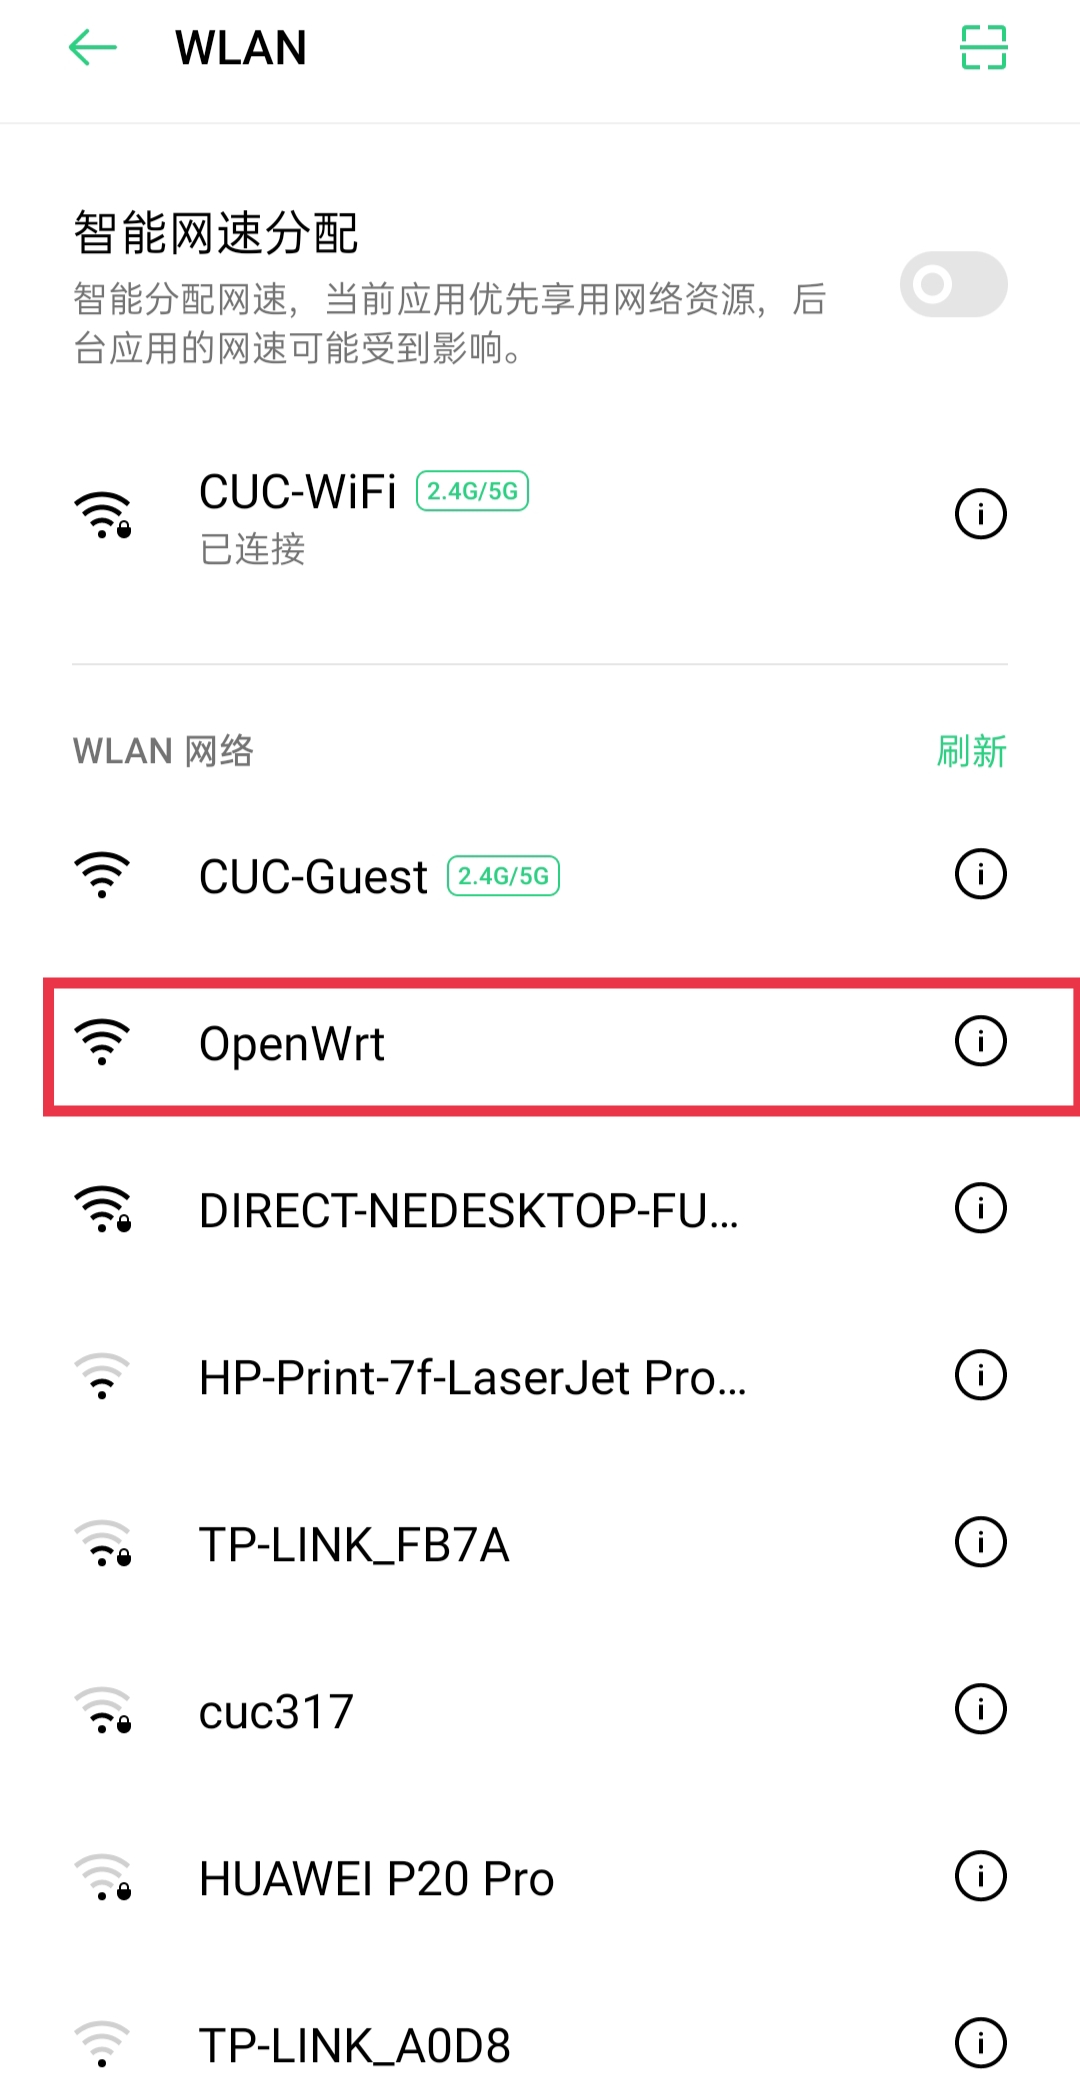 WLAN
智能网速分配
智能分配网速，当前应用优先享用网络资源，后
台应用的网速可能受到影响。
CUC-WiFi 2.4G/5G
已连接
WLAN 网络 刷新
CUC-Guest 2.4G/5G
OpenWrt
DIRECT-NEDESKTOP-FU...
HP-Print-7f-LaserJet Pro...
TP-LINK_FB7A
cuc317
HUAWEI P20 Pro
TP-LINK_A0D8